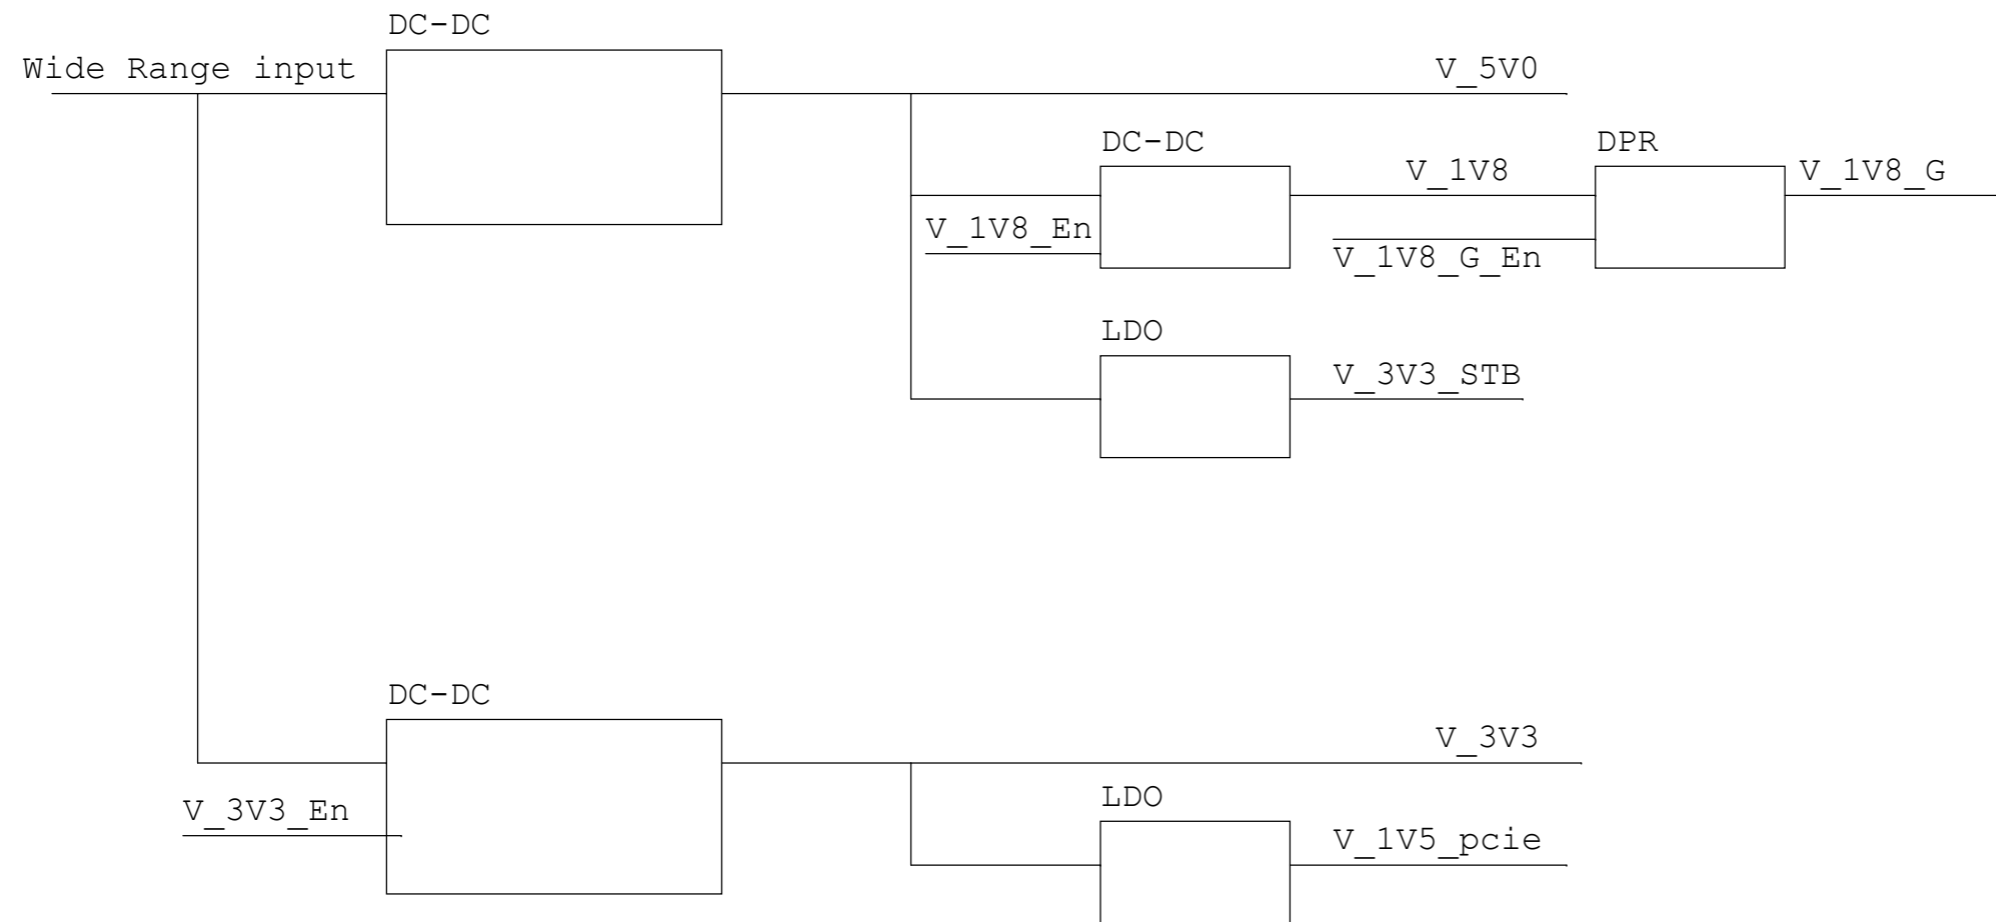 DC-DC
Wide Range input
V_5V0
DC-DC
DPR
V_1V8
V_1V8_G
V_1V8_En
V_1V8_G_En
LDO
V_3V3_STB
DC-DC
V_3V3
V_3V3_En
LDO
V_1V5_pcie